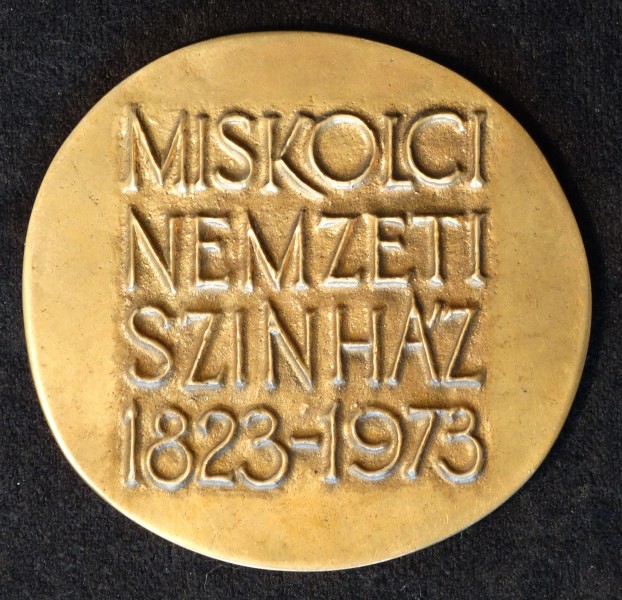 MISKOLCI
NEMZETI
SZINHÁZ
1823-1973